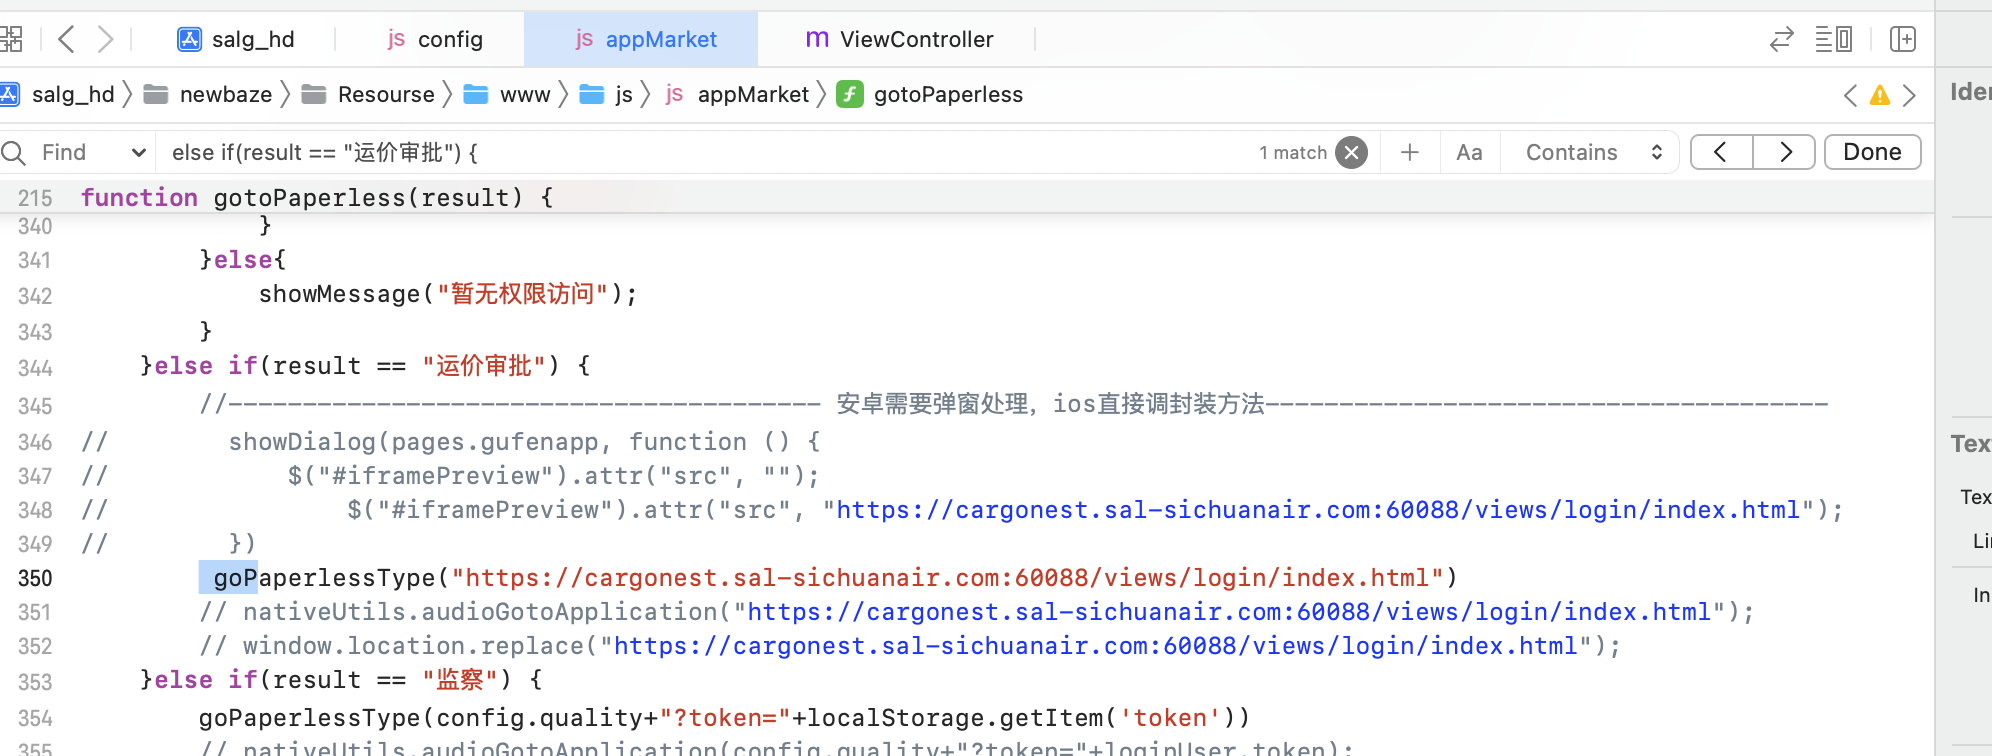 salg_hd js config js appMarket m ViewController
salg_hd newbaze Resourse www js js appMarket f gotoPaperless
Find else if(result == "运价审批") { 1 match Aa Contains Done
215 function gotoPaperless(result) {
340 }
341 }else{
342 showMessage("暂无权限访问");
343 }
344 }else if(result == "运价审批") {
345 //---------------------------------------- 安卓需要弹窗处理，ios直接调封装方法--------------------------------------
346 // showDialog(pages.gufenapp, function () {
347 // $("#iframePreview").attr("src", "");
348 // $("#iframePreview").attr("src", "https://cargonest.sal-sichuanair.com:60088/views/login/index.html");
349 // })
350 goPaperlessType("https://cargonest.sal-sichuanair.com:60088/views/login/index.html")
351 // nativeUtils.audioGotoApplication("https://cargonest.sal-sichuanair.com:60088/views/login/index.html");
352 // window.location.replace("https://cargonest.sal-sichuanair.com:60088/views/login/index.html");
353 }else if(result == "监察") {
354 goPaperlessType(config.quality+"?token="+localStorage.getItem('token'))
355 // nativeUtils.audioGotoApplication(config.quality+"?token="+loginUser.token);